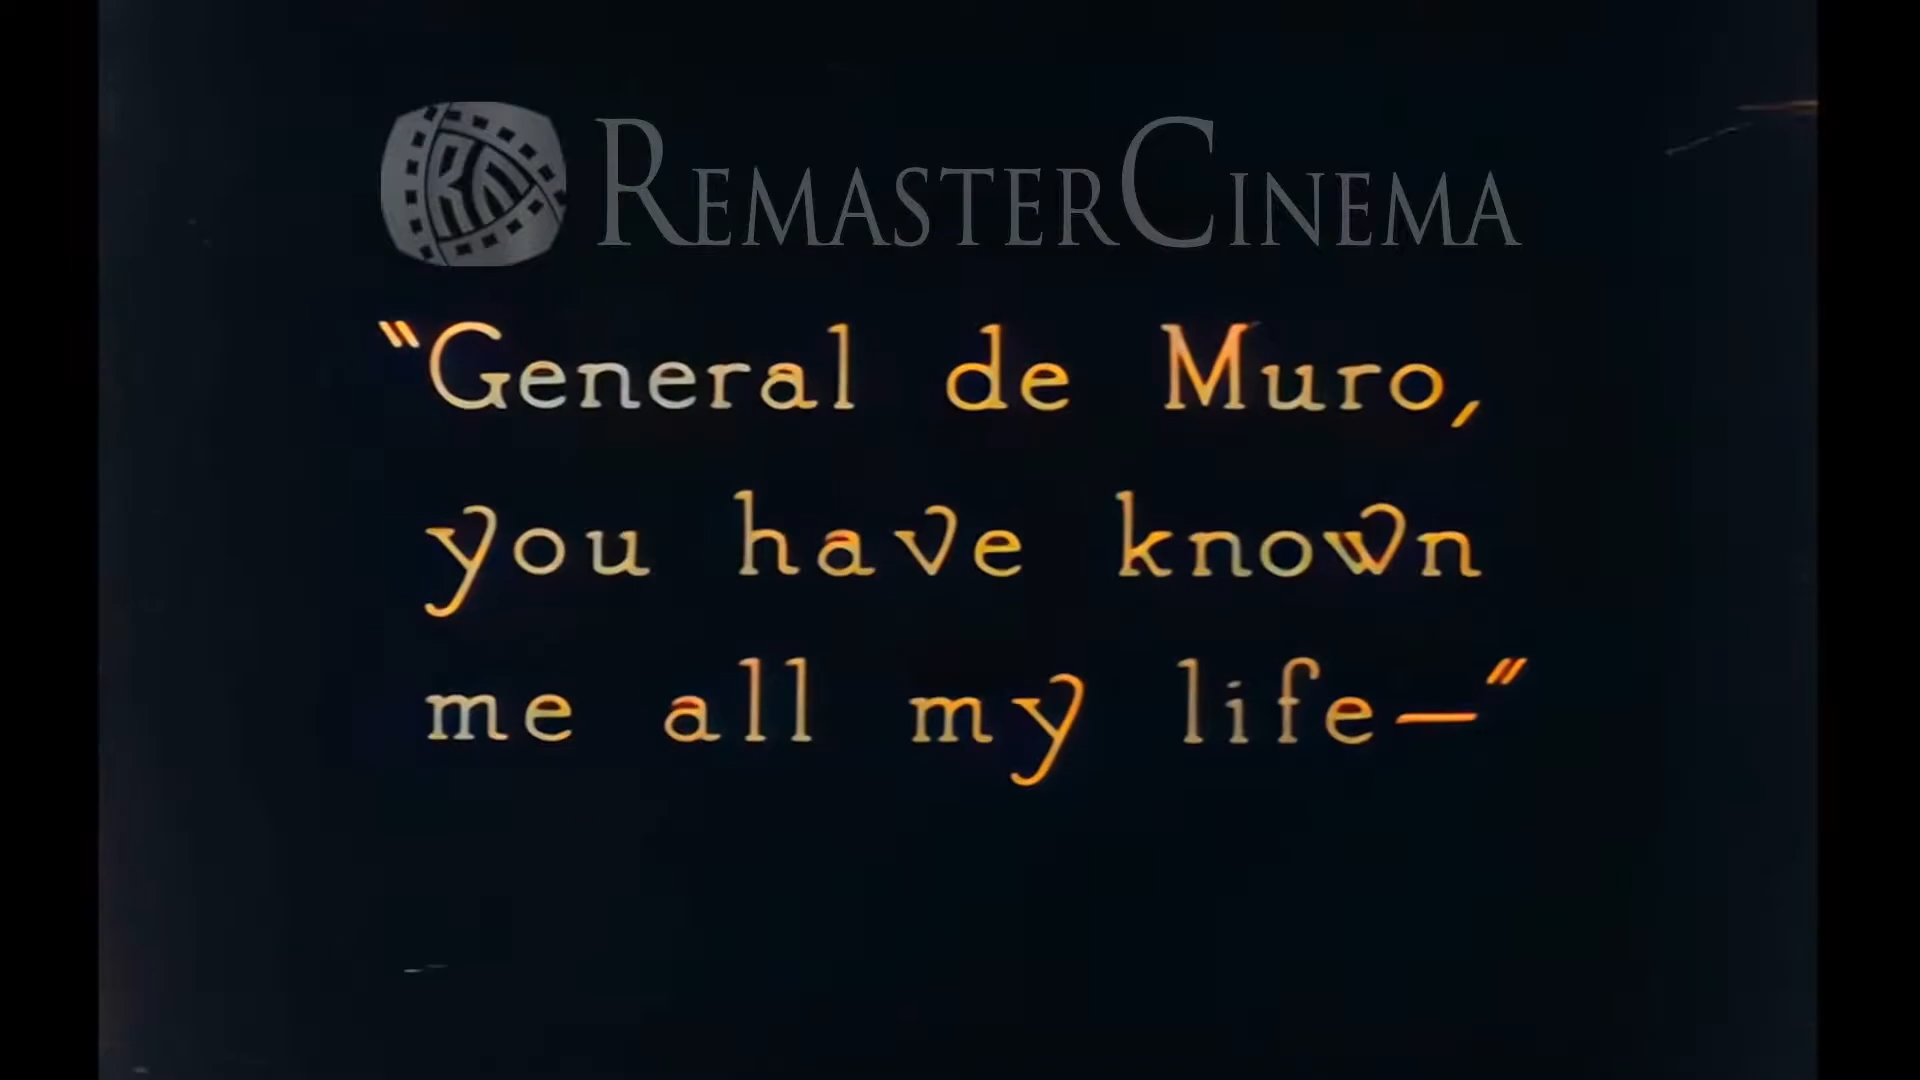 REMASTERCINEMA
"General de Muro,
you have known
me all my life—"